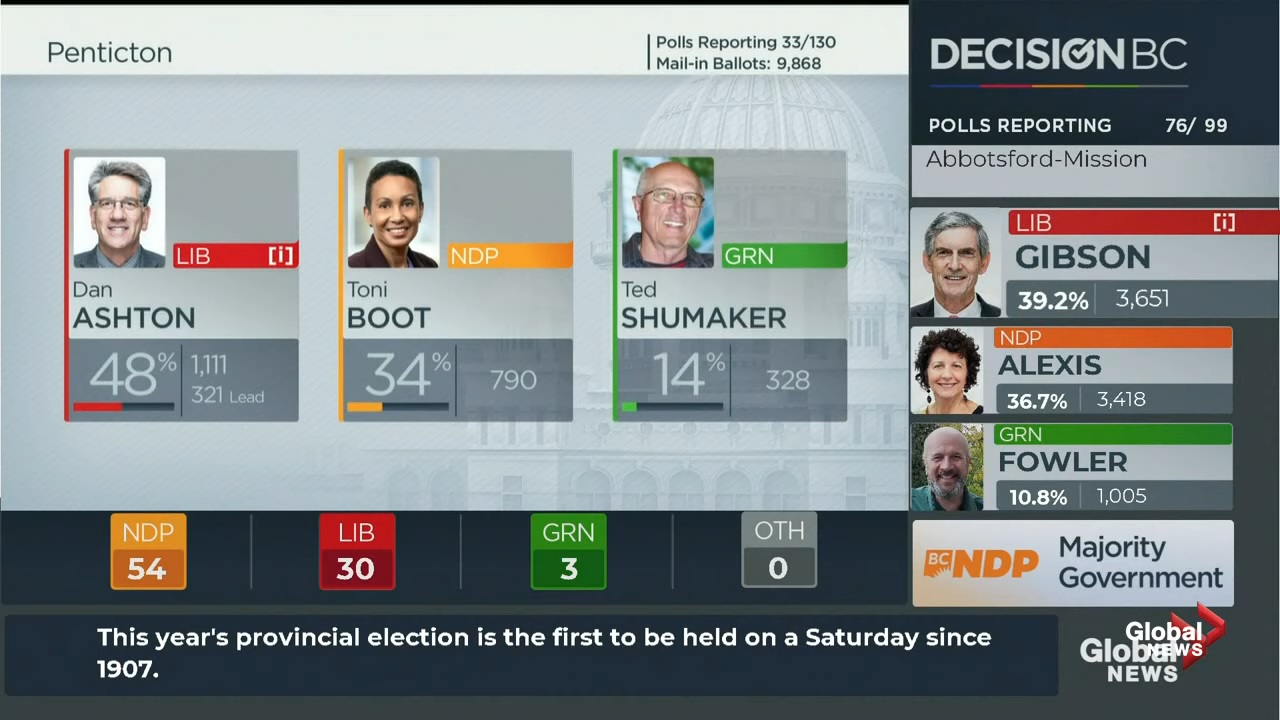 Penticton
Polls Reporting 33/130
Mail-in Ballots: 9,868
LIB [i]
Dan
ASHTON
48%
1,111
321 Lead
NDP
Toni
BOOT
34%
790
GRN
Ted
SHUMAKER
14%
328
NDP
54
LIB
30
GRN
3
OTH
0
This year's provincial election is the first to be held on a Saturday since
1907.
DECISION BC
POLLS REPORTING 76/ 99
Abbotsford-Mission
LIB [i]
GIBSON
39.2% 3,651
NDP
ALEXIS
36.7% 3,418
GRN
FOWLER
10.8% 1,005
BC NDP
Majority
Government
Global
NEWS
Global
NEWS